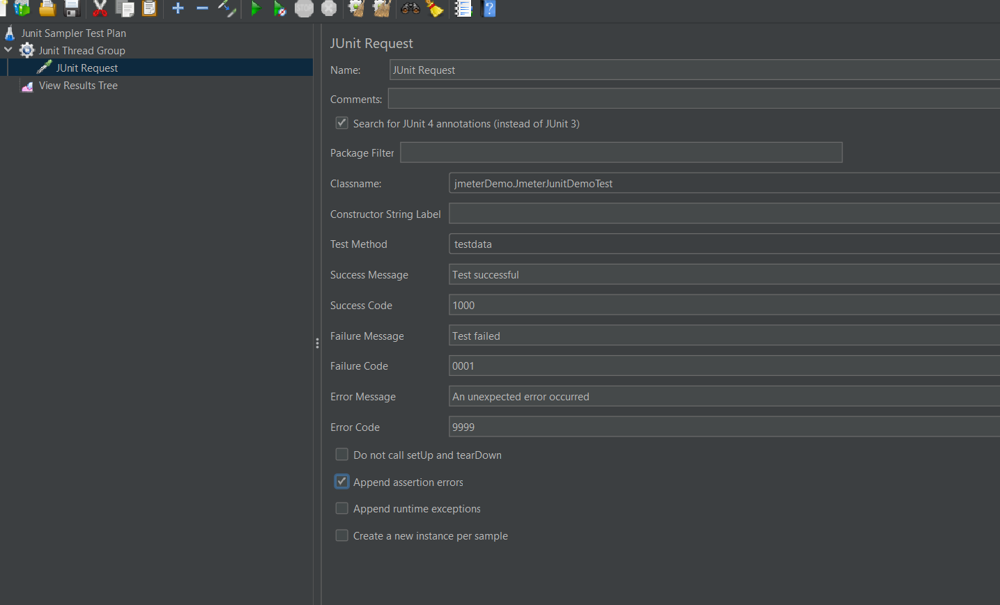 STOP
Junit Sampler Test Plan
Junit Thread Group
JUnit Request
View Results Tree
JUnit Request
Name: JUnit Request
Comments:
Search for JUnit 4 annotations (instead of JUnit 3)
Package Filter
Classname: jmeterDemo.JmeterJunitDemoTest
Constructor String Label
Test Method testdata
Success Message Test successful
Success Code 1000
Failure Message Test failed
Failure Code 0001
Error Message An unexpected error occurred
Error Code 9999
Do not call setUp and tearDown
Append assertion errors
Append runtime exceptions
Create a new instance per sample